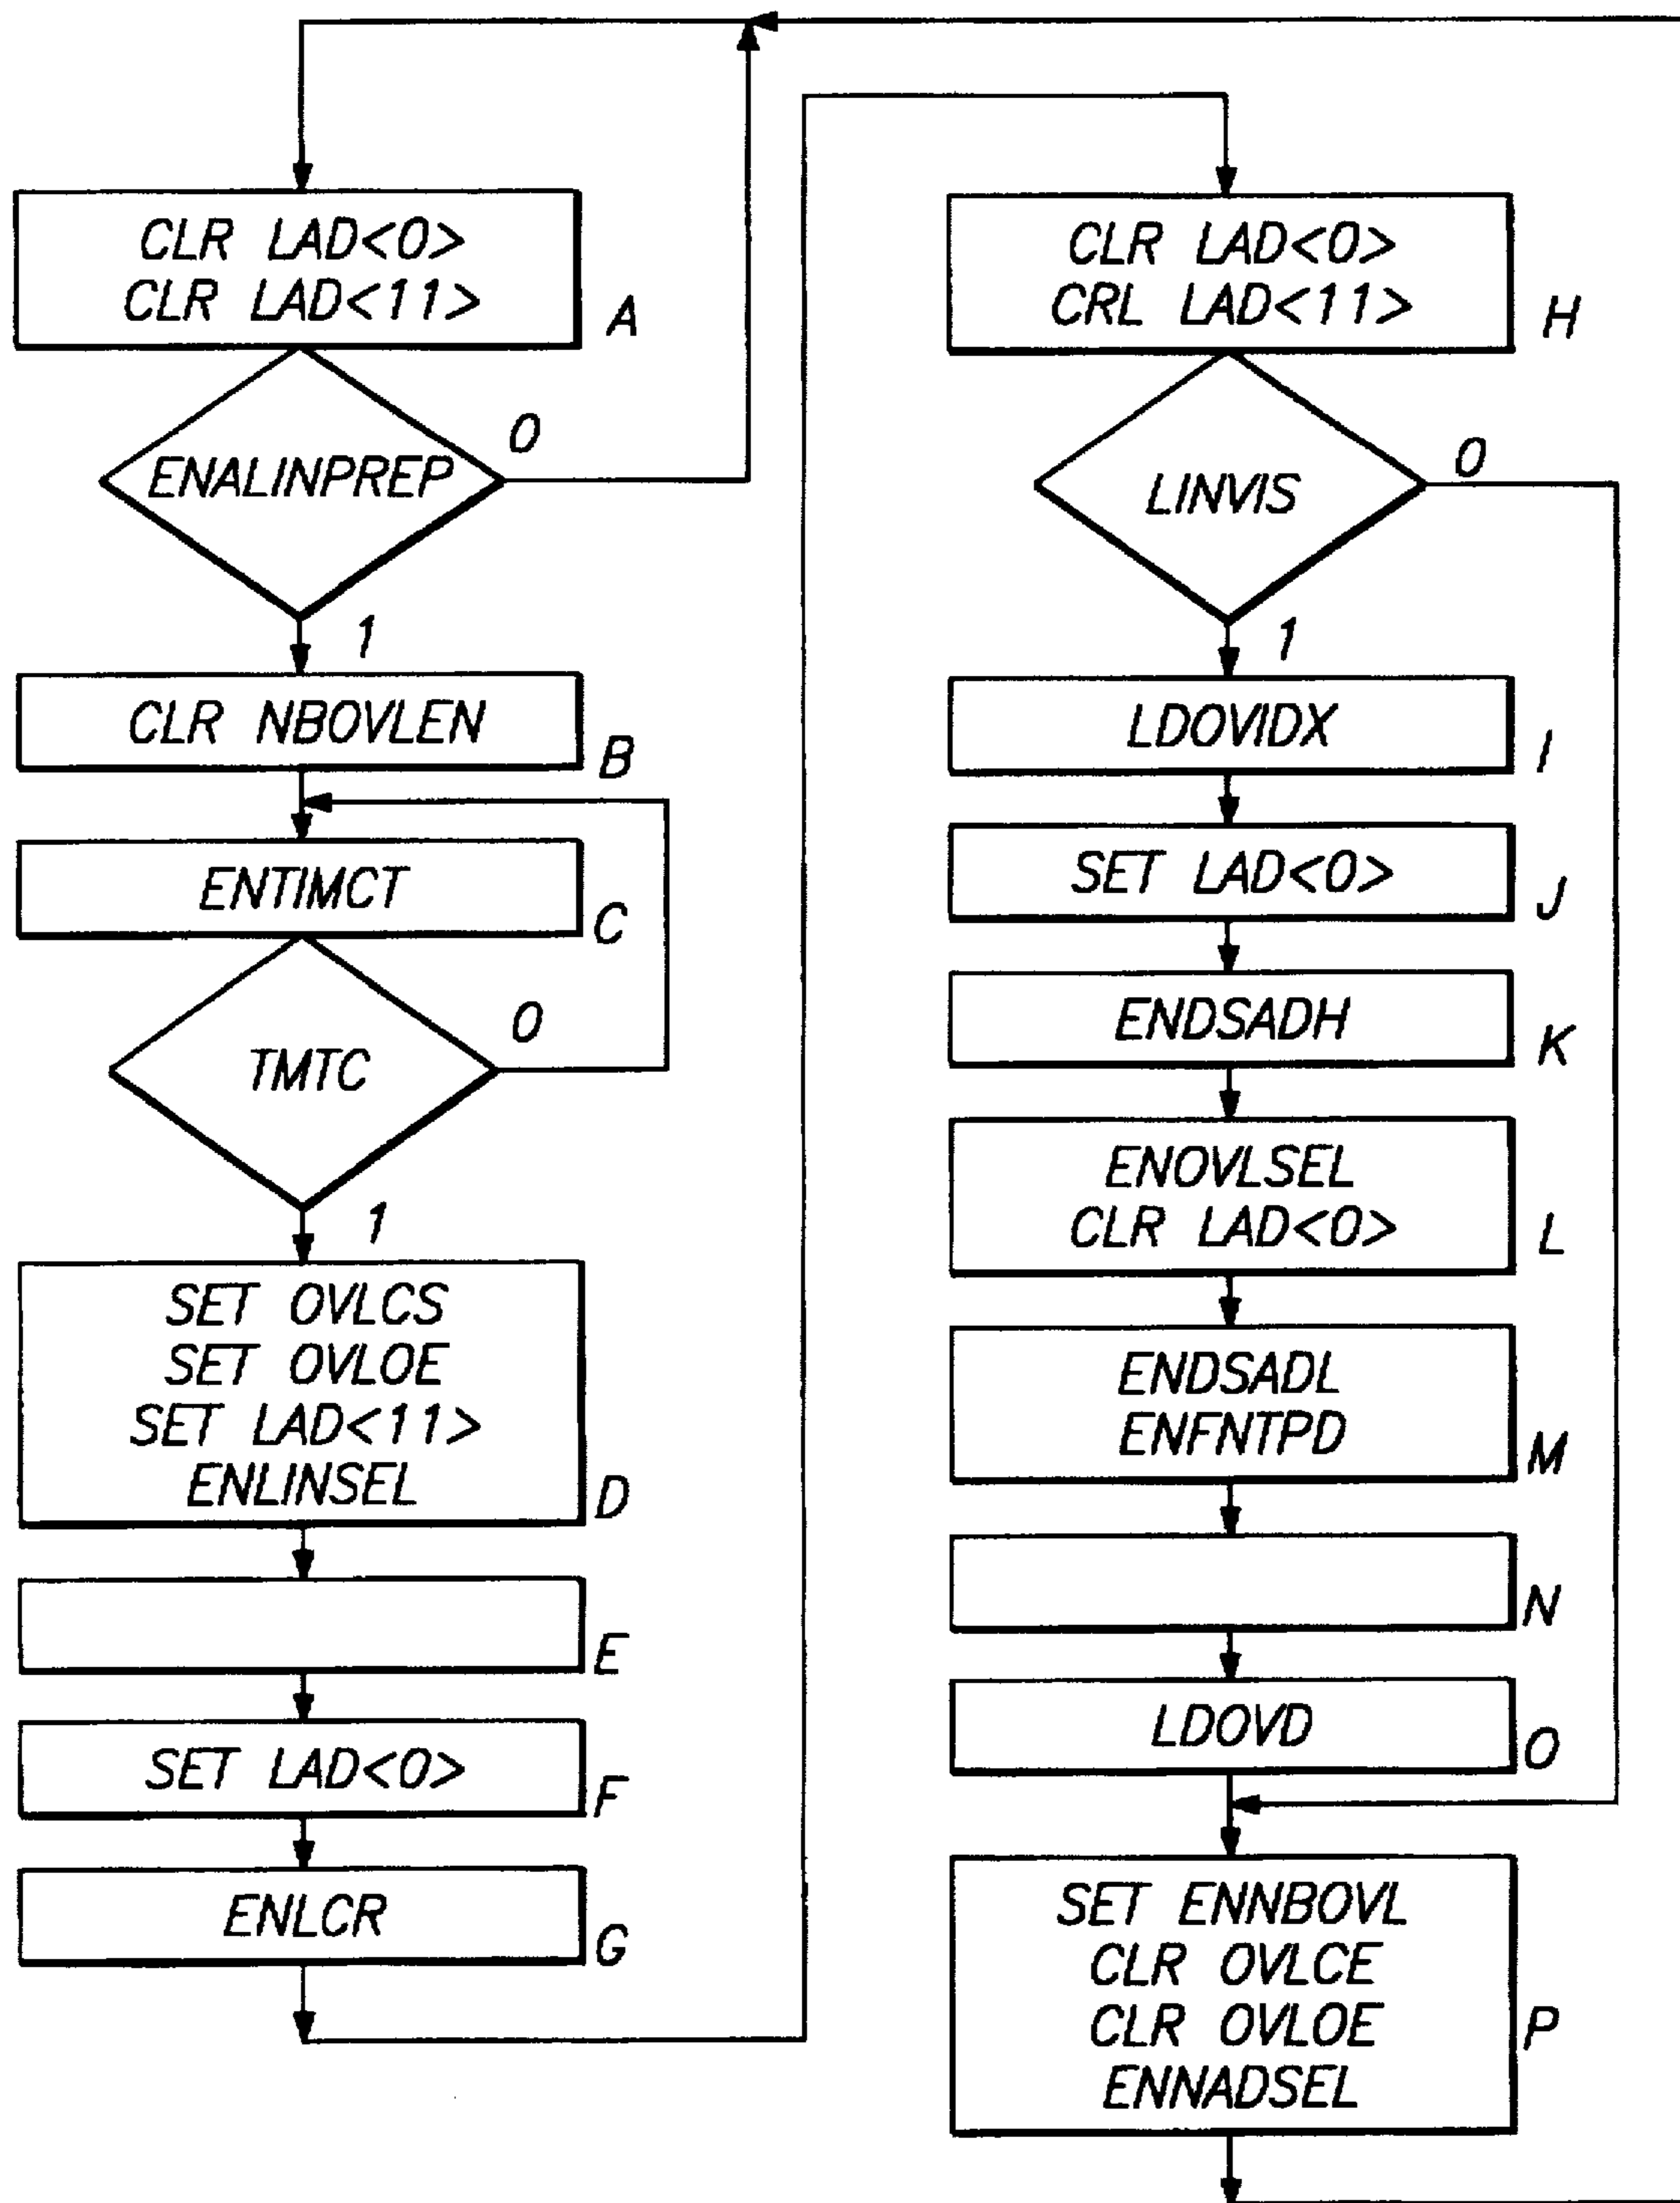 CLR LAD<0>
CLR LAD<11>
A
ENALINPREP
0
1
CLR NBOVLEN
B
ENTIMCT
C
TMTC
0
1
SET OVLCS
SET OVLOE
SET LAD<11>
ENLINSEL
D
E
SET LAD<0>
F
ENLCR
G
CLR LAD<0>
CRL LAD<11>
H
LINVIS
0
1
LDOVIDX
I
SET LAD<0>
J
ENDSADH
K
ENOVLSEL
CLR LAD<0>
L
ENDSADL
ENFNTPD
M
N
LDOVD
O
SET ENNBOVL
CLR OVLCE
CLR OVLOE
ENNADSEL
P